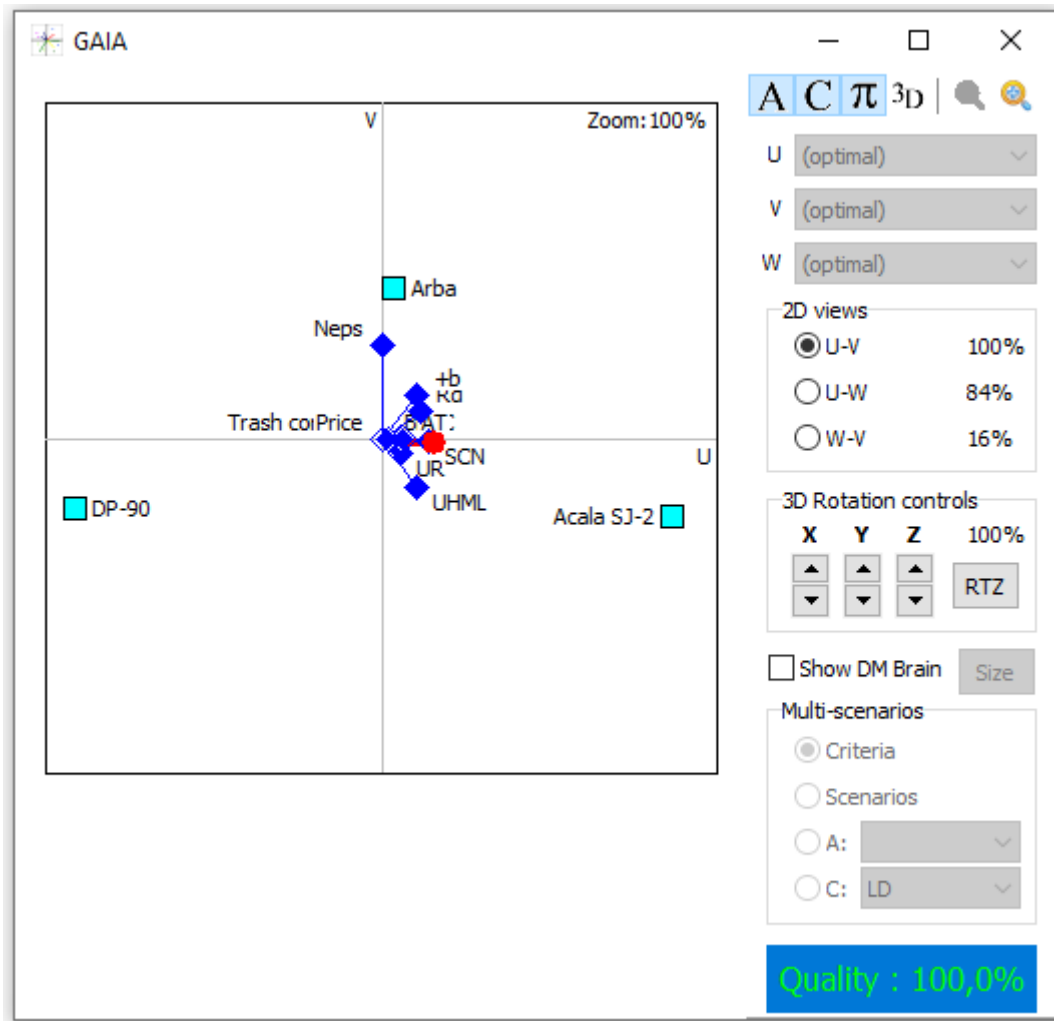 GAIA
V
Zoom: 100%
Arba
Neps
+b
Rd
Trash
Price
SCN
U
UR
UHML
DP-90
Acala SJ-2
A C π 3D
U (optimal)
V (optimal)
W (optimal)
2D views
U-V 100%
U-W 84%
W-V 16%
3D Rotation controls
X Y Z 100%
RTZ
Show DM Brain Size
Multi-scenarios
Criteria
Scenarios
A:
C: LD
Quality : 100,0%